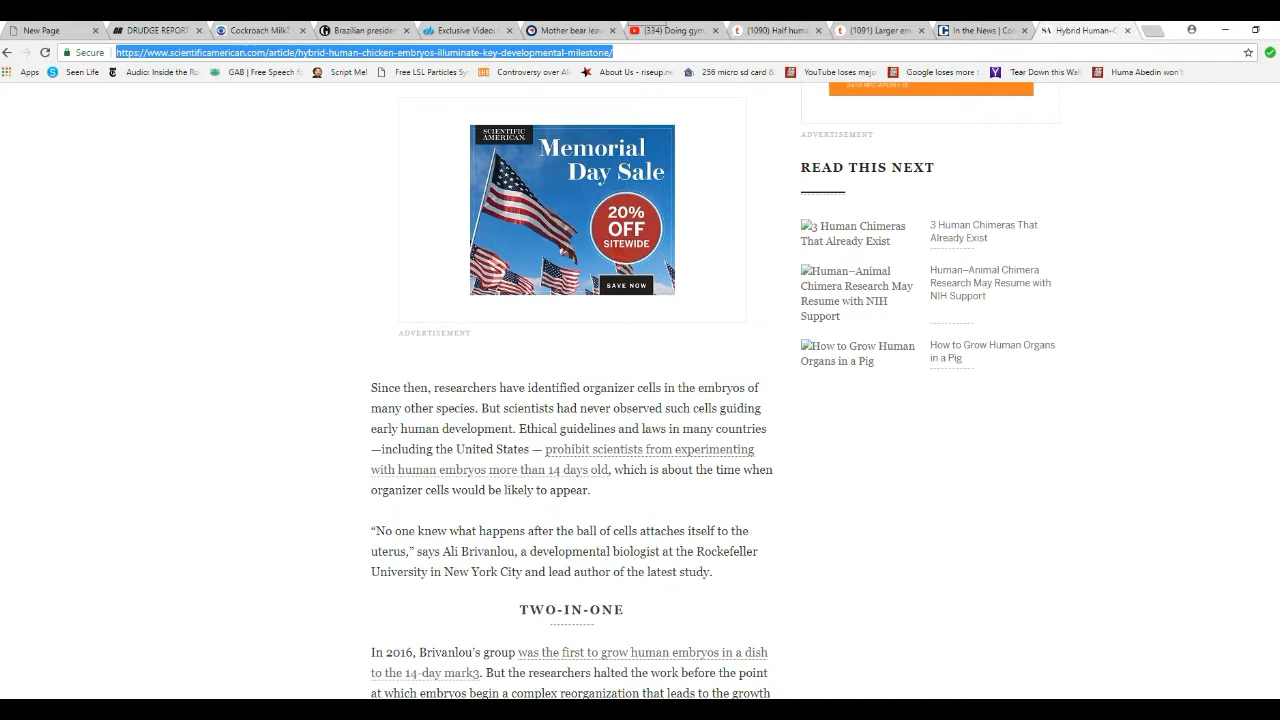 New Page
DRUDGE REPORT
Cockroach Milk?
Brazilian presiden
Exclusive Video:
Mother bear leav
(334) Doing gym
(1090) Half huma
(1091) Larger em
In the News | Co
Hybrid Human-C
Secure
https://www.scientificamerican.com/article/hybrid-human-chicken-embryos-illuminate-key-developmental-milestone/
Apps
Seen Life
Audio: Inside the Ro
GAB | Free Speech f
Script Me!
Free LSL Particles Sy
Controversy over Al
About Us - riseup.ne
256 micro sd card &
YouTube loses majo
Google loses more t
'Tear Down this Wal
Huma Abedin won't
ADVERTISEMENT
SCIENTIFIC
AMERICAN
Memorial
Day Sale
20%
OFF
SITEWIDE
SAVE NOW
ADVERTISEMENT
READ THIS NEXT
3 Human Chimeras
That Already Exist
3 Human Chimeras That
Already Exist
Human–Animal
Chimera Research May
Resume with NIH
Support
Human–Animal Chimera
Research May Resume with
NIH Support
How to Grow Human
Organs in a Pig
How to Grow Human Organs
in a Pig
Since then, researchers have identified organizer cells in the embryos of
many other species. But scientists had never observed such cells guiding
early human development. Ethical guidelines and laws in many countries
—including the United States — prohibit scientists from experimenting
with human embryos more than 14 days old, which is about the time when
organizer cells would be likely to appear.
“No one knew what happens after the ball of cells attaches itself to the
uterus,” says Ali Brivanlou, a developmental biologist at the Rockefeller
University in New York City and lead author of the latest study.
TWO-IN-ONE
In 2016, Brivanlou’s group was the first to grow human embryos in a dish
to the 14-day mark3. But the researchers halted the work before the point
at which embryos begin a complex reorganization that leads to the growth